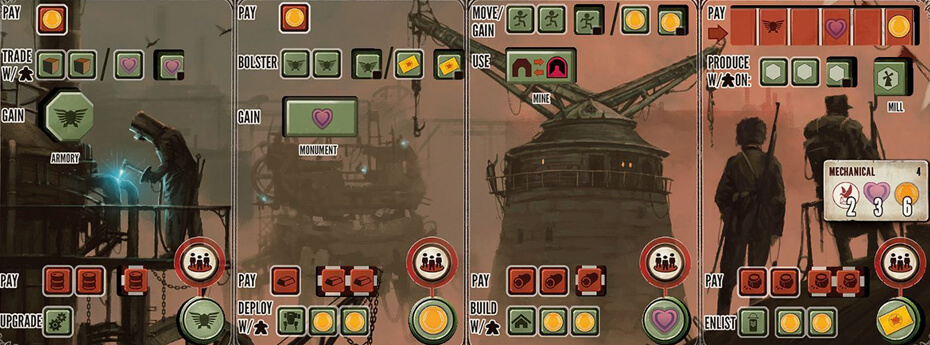 PAY
TRADE
W/
/
GAIN
ARMORY
PAY
UPGRADE
PAY
BOLSTER
/
GAIN
MONUMENT
PAY
DEPLOY
W/
MOVE/
GAIN
/
USE
MINE
PAY
BUILD
W/
PAY
PRODUCE
W/ ON:
MILL
MECHANICAL 4
2 3 6
PAY
ENLIST